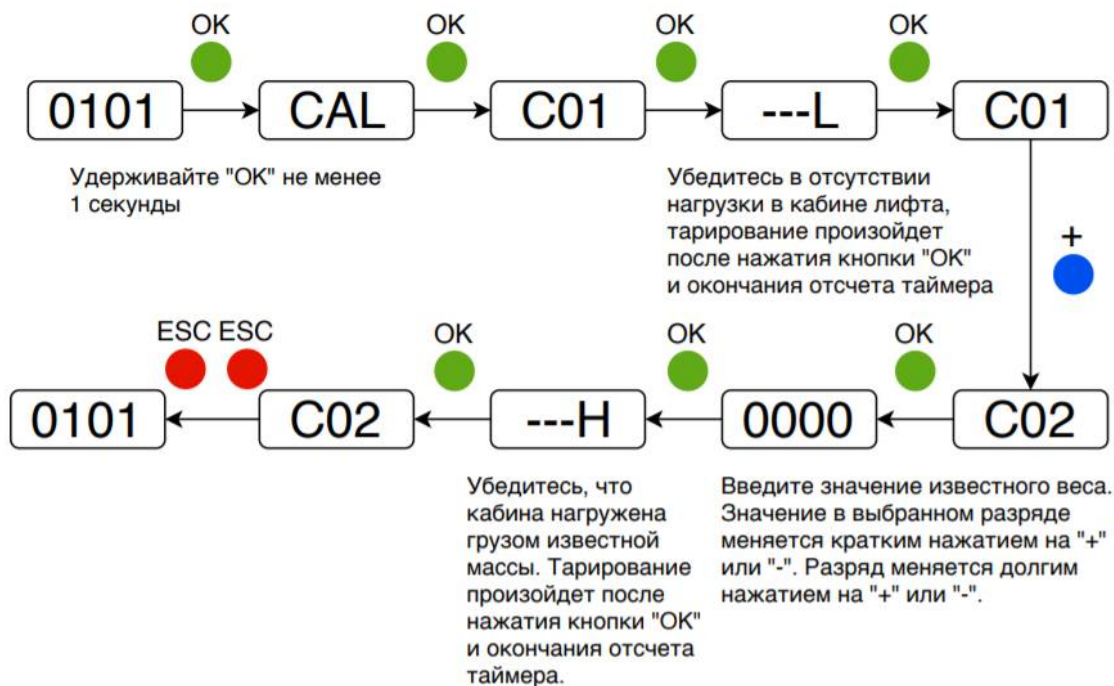 OK OK OK OK
0101 CAL C01 ---L C01
Удерживайте "ОК" не менее
1 секунды
Убедитесь в отсутствии
нагрузки в кабине лифта,
тарирование произойдет
после нажатия кнопки "ОК"
и окончания отсчета таймера
+
ESC ESC OK OK OK
0101 C02 ---H 0000 C02
Убедитесь, что
кабина нагружена
грузом известной
массы. Тарирование
произойдет после
нажатия кнопки "ОК"
и окончания отсчета
таймера.
Введите значение известного веса.
Значение в выбранном разряде
меняется кратким нажатием на "+"
или "-". Разряд меняется долгим
нажатием на "+" или "-".